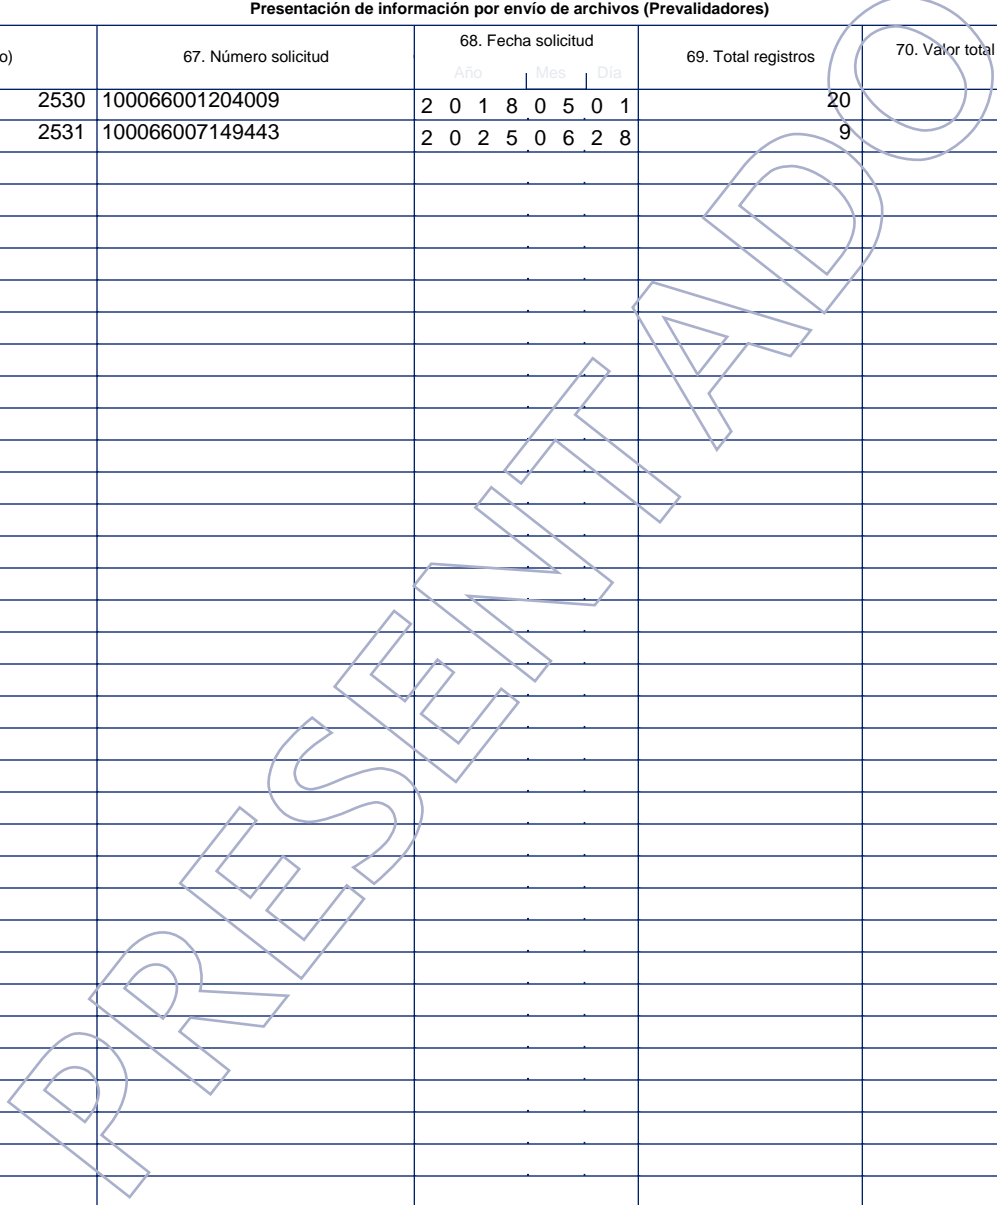 Presentación de información por envío de archivos (Prevalidadores)
o) 67. Número solicitud 68. Fecha solicitud 69. Total registros 70. Valor total
Año Mes Día
2530 100066001204009 2 0 1 8 0 5 0 1 20
2531 100066007149443 2 0 2 5 0 6 2 8 9
PRESENTADO